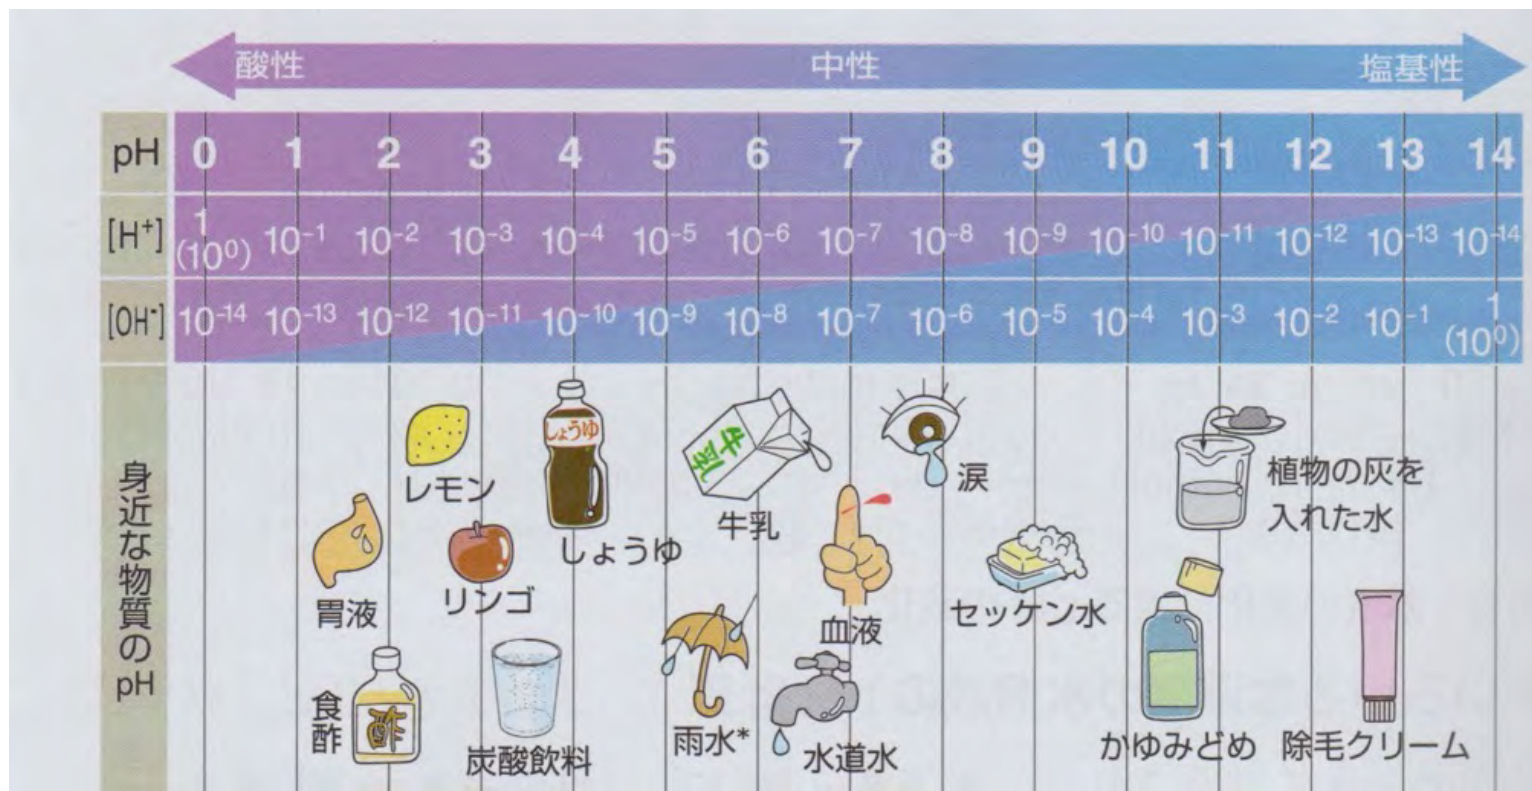 酸性 中性 塩基性
pH 0 1 2 3 4 5 6 7 8 9 10 11 12 13 14
[H⁺] 1 (10⁰) 10⁻¹ 10⁻² 10⁻³ 10⁻⁴ 10⁻⁵ 10⁻⁶ 10⁻⁷ 10⁻⁸ 10⁻⁹ 10⁻¹⁰ 10⁻¹¹ 10⁻¹² 10⁻¹³ 10⁻¹⁴
[OH⁻] 10⁻¹⁴ 10⁻¹³ 10⁻¹² 10⁻¹¹ 10⁻¹⁰ 10⁻⁹ 10⁻⁸ 10⁻⁷ 10⁻⁶ 10⁻⁵ 10⁻⁴ 10⁻³ 10⁻² 10⁻¹ 1 (10⁰)
身近な物質のpH
レモン
しょうゆ
しょうゆ
牛乳
牛乳
涙
植物の灰を
入れた水
胃液
リンゴ
血液
セッケン水
食酢
酢
炭酸飲料
雨水*
水道水
かゆみどめ
除毛クリーム